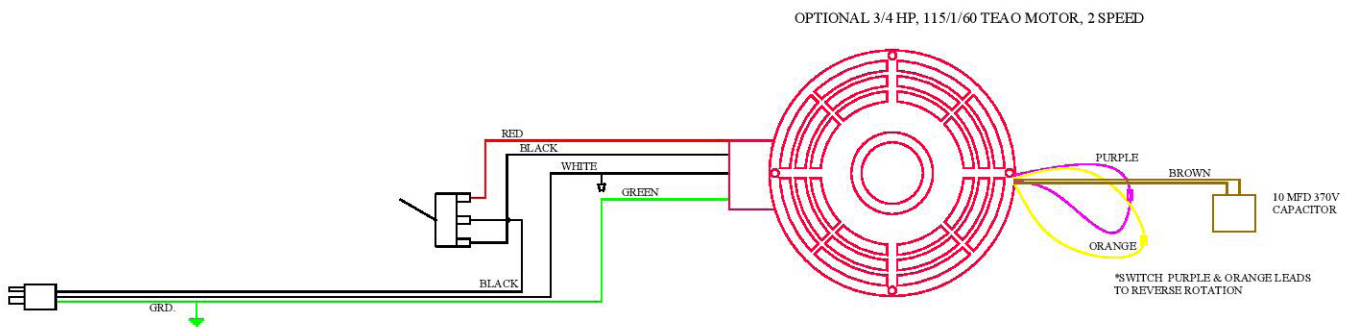 OPTIONAL 3/4 HP, 115/1/60 TEAO MOTOR, 2 SPEED
RED
BLACK
WHITE
GREEN
PURPLE
BROWN
10 MFD 370V
CAPACITOR
ORANGE
*SWITCH PURPLE & ORANGE LEADS
TO REVERSE ROTATION
BLACK
GRD.